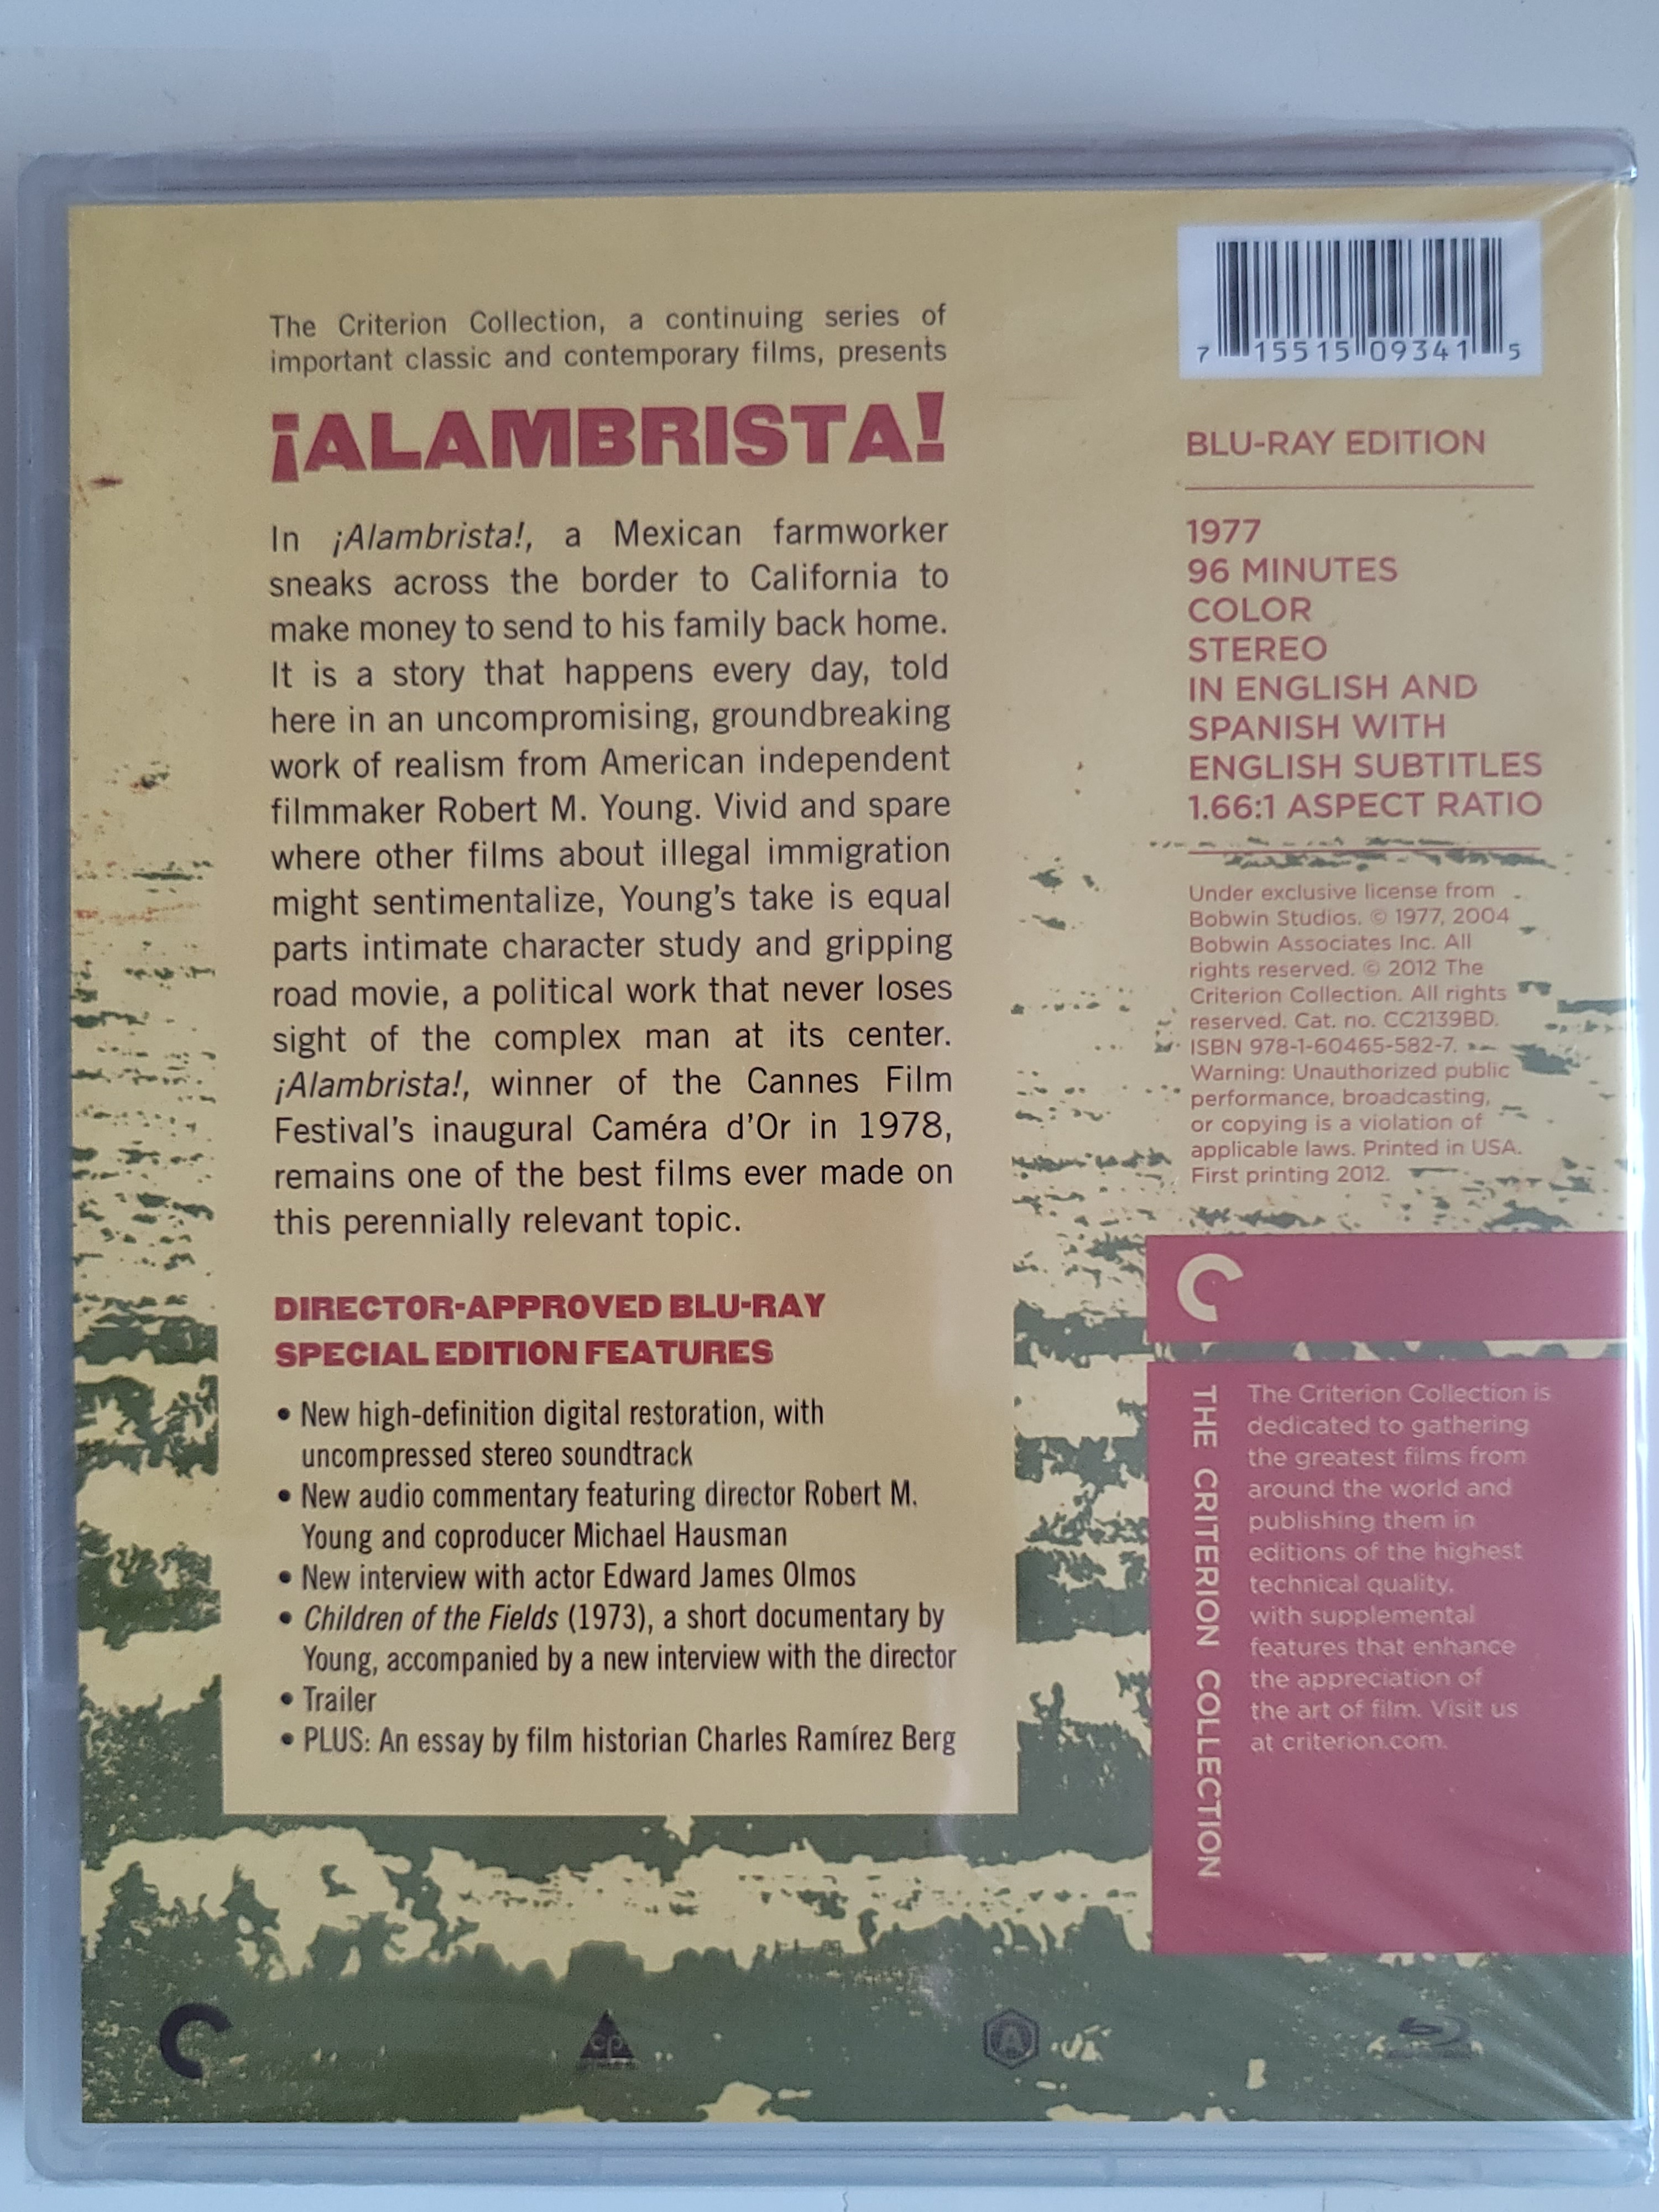 The Criterion Collection, a continuing series of
important classic and contemporary films, presents
¡ALAMBRISTA!
In ¡Alambrista!, a Mexican farmworker
sneaks across the border to California to
make money to send to his family back home.
It is a story that happens every day, told
here in an uncompromising, groundbreaking
work of realism from American independent
filmmaker Robert M. Young. Vivid and spare
where other films about illegal immigration
might sentimentalize, Young's take is equal
parts intimate character study and gripping
road movie, a political work that never loses
sight of the complex man at its center.
¡Alambrista!, winner of the Cannes Film
Festival's inaugural Caméra d'Or in 1978,
remains one of the best films ever made on
this perennially relevant topic.
DIRECTOR-APPROVED BLU-RAY
SPECIAL EDITION FEATURES
• New high-definition digital restoration, with
uncompressed stereo soundtrack
• New audio commentary featuring director Robert M.
Young and coproducer Michael Hausman
• New interview with actor Edward James Olmos
• Children of the Fields (1973), a short documentary by
Young, accompanied by a new interview with the director
• Trailer
• PLUS: An essay by film historian Charles Ramírez Berg
7 15515 09341 5
BLU-RAY EDITION
1977
96 MINUTES
COLOR
STEREO
IN ENGLISH AND
SPANISH WITH
ENGLISH SUBTITLES
1.66:1 ASPECT RATIO
Under exclusive license from
Bobwin Studios. © 1977, 2004
Bobwin Associates Inc. All
rights reserved. © 2012 The
Criterion Collection. All rights
reserved. Cat. no. CC2139BD.
ISBN 978-1-60465-582-7.
Warning: Unauthorized public
performance, broadcasting,
or copying is a violation of
applicable laws. Printed in USA.
First printing 2012.
THE CRITERION COLLECTION
The Criterion Collection is
dedicated to gathering
the greatest films from
around the world and
publishing them in
editions of the highest
technical quality,
with supplemental
features that enhance
the appreciation of
the art of film. Visit us
at criterion.com.
cp
A